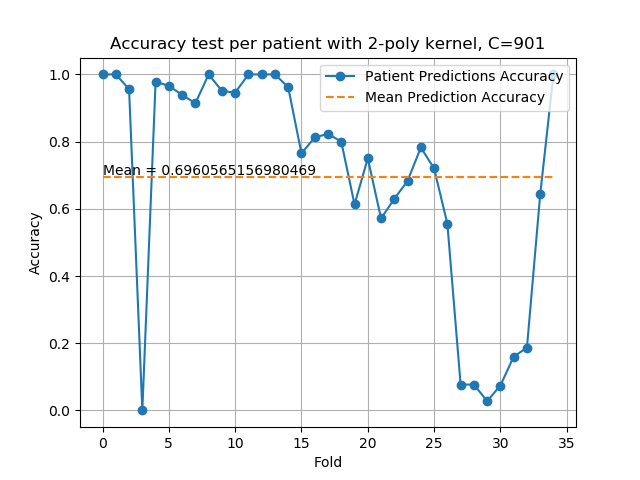 Accuracy test per patient with 2-poly kernel, C=901
Patient Predictions Accuracy
Mean Prediction Accuracy
Mean = 0.6960565156980469
Accuracy
1.0
0.8
0.6
0.4
0.2
0.0
0 5 10 15 20 25 30 35
Fold